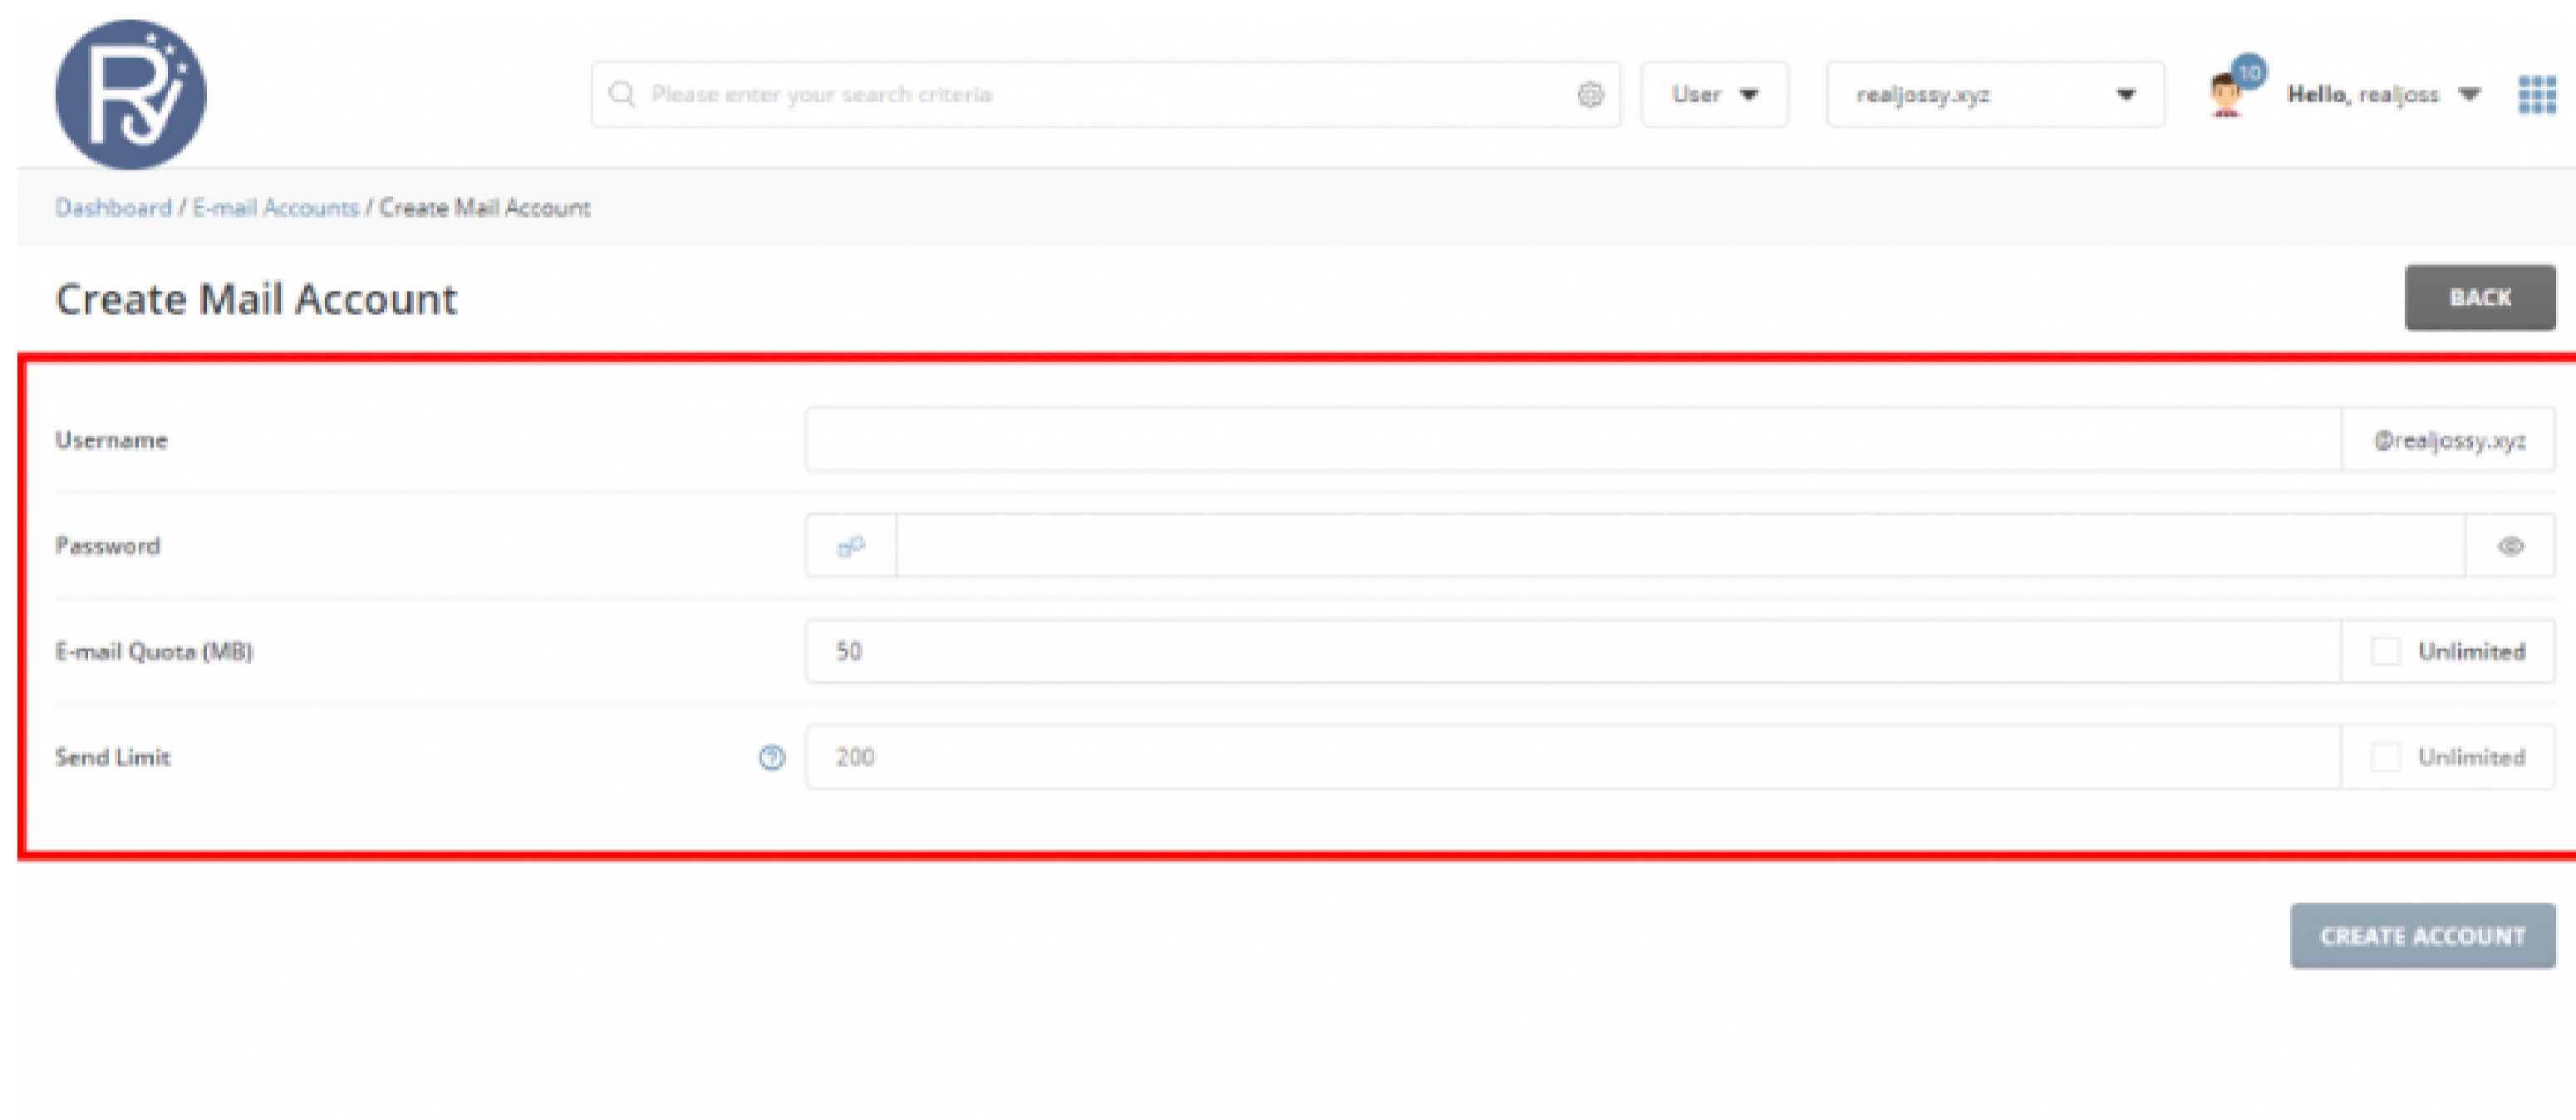 RJ
Please enter your search criteria
User
realjossy.xyz
10
Hello, realjoss
Dashboard / E-mail Accounts / Create Mail Account
Create Mail Account
BACK
Username
@realjossy.xyz
Password
E-mail Quota (MB)
50
Unlimited
Send Limit
200
Unlimited
CREATE ACCOUNT